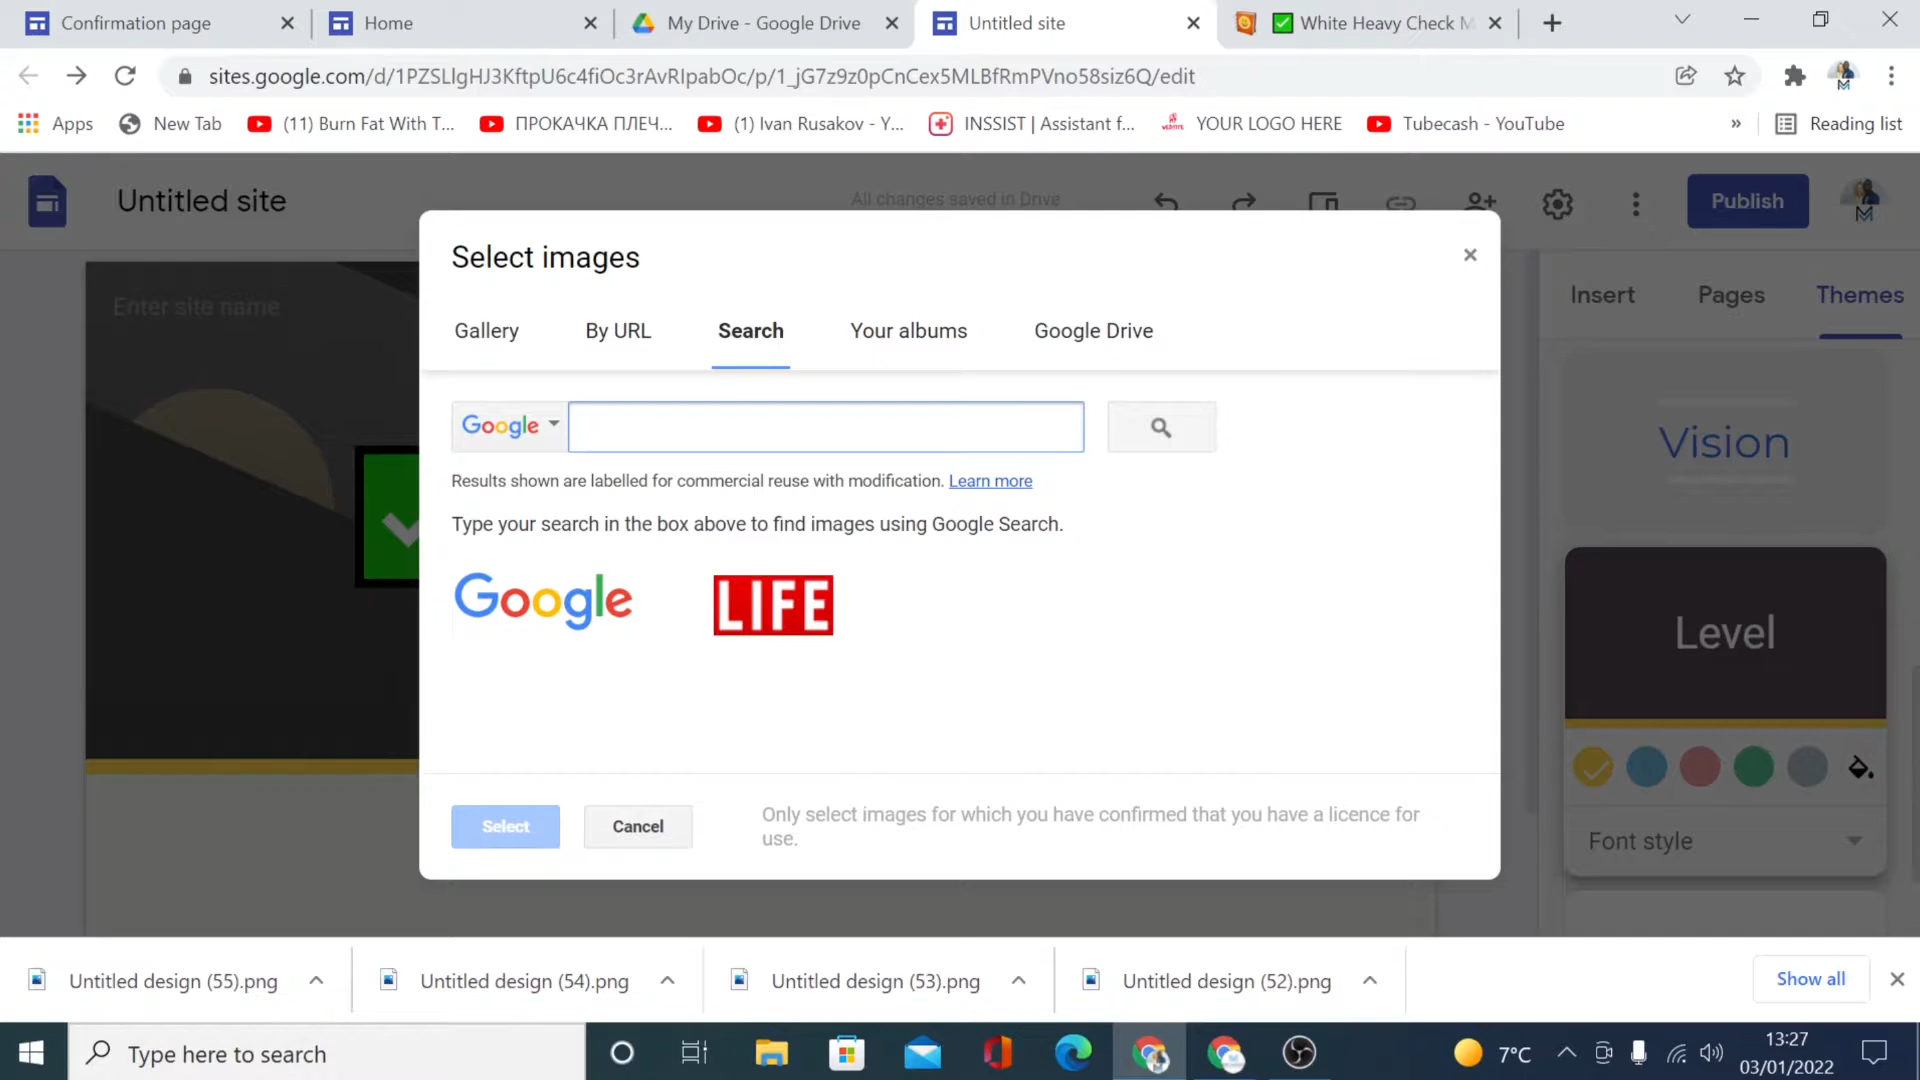 Confirmation page
Home
My Drive - Google Drive
Untitled site
White Heavy Check M
sites.google.com/d/1PZSLlgHJ3KftpU6c4fiOc3rAvRIpabOc/p/1_jG7z9z0pCnCex5MLBfRmPVno58siz6Q/edit
Apps
New Tab
(11) Burn Fat With T...
ПРОКАЧКА ПЛЕЧ...
(1) Ivan Rusakov - Y...
INSSIST | Assistant f...
YOUR LOGO HERE
Tubecash - YouTube
»
Reading list
Untitled site
All changes saved in Drive
Publish
Enter site name
Select images
Gallery
By URL
Search
Your albums
Google Drive
Google
Results shown are labelled for commercial reuse with modification. Learn more
Type your search in the box above to find images using Google Search.
Google
LIFE
Select
Cancel
Only select images for which you have confirmed that you have a licence for
use.
Insert
Pages
Themes
Vision
Level
Font style
Untitled design (55).png
Untitled design (54).png
Untitled design (53).png
Untitled design (52).png
Show all
Type here to search
7°C
13:27
03/01/2022